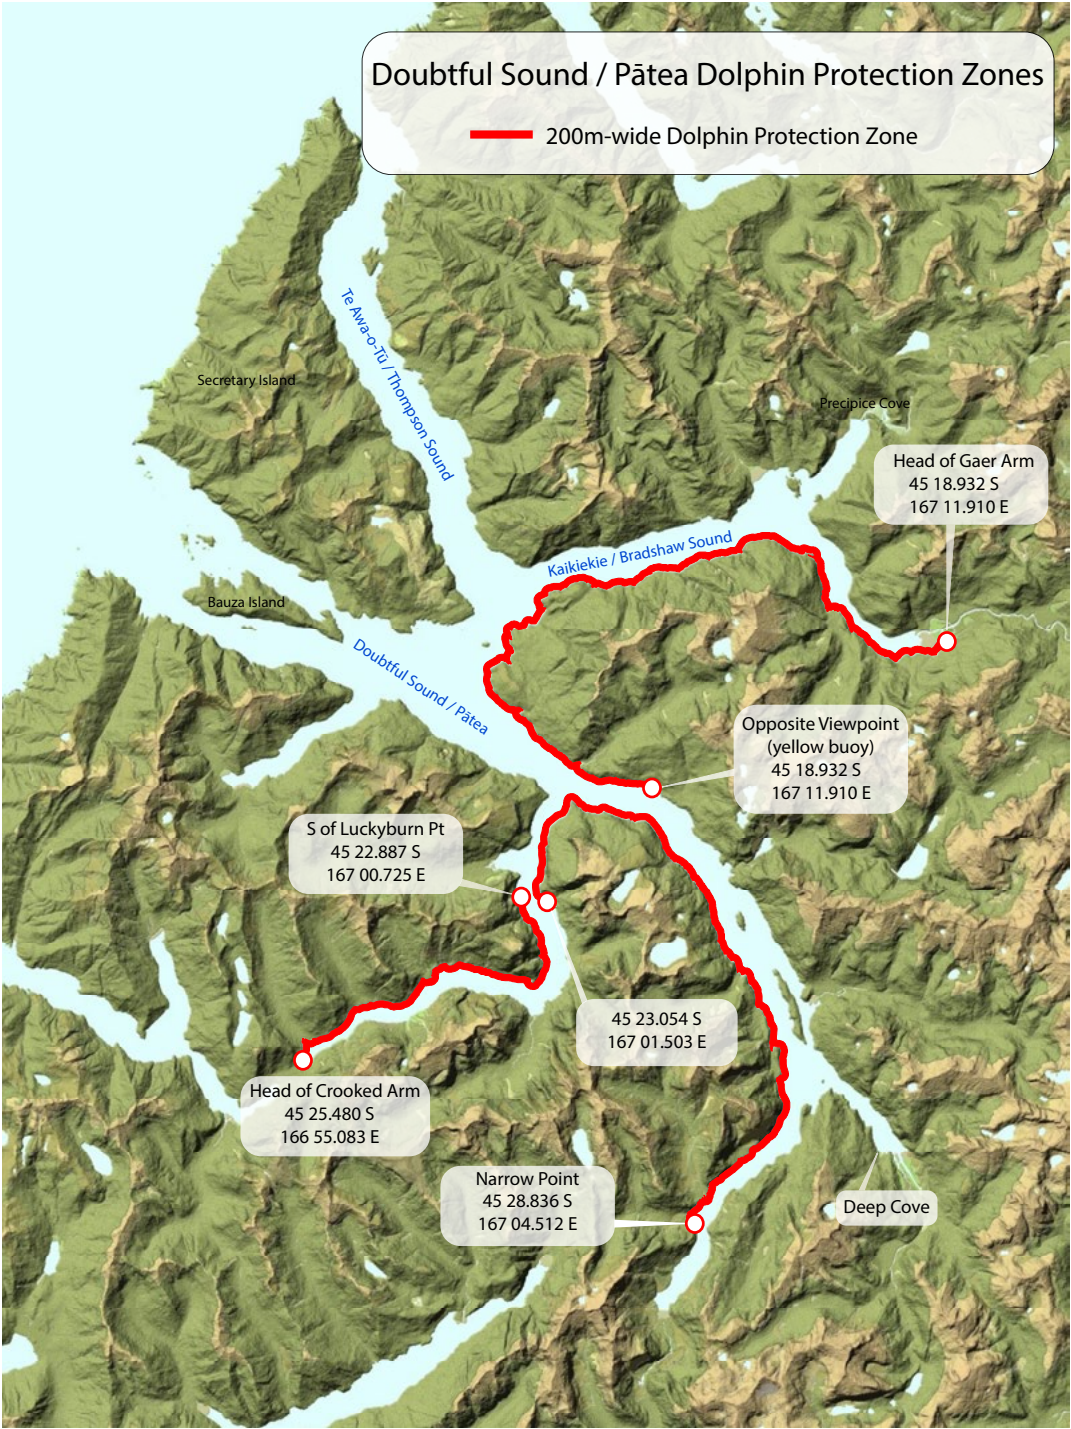 Doubtful Sound / Pātea Dolphin Protection Zones
200m-wide Dolphin Protection Zone
Te Awa-o-Tū / Thompson Sound
Secretary Island
Precipice Cove
Head of Gaer Arm
45 18.932 S
167 11.910 E
Kaikiekie / Bradshaw Sound
Bauza Island
Doubtful Sound / Pātea
Opposite Viewpoint
(yellow buoy)
45 18.932 S
167 11.910 E
S of Luckyburn Pt
45 22.887 S
167 00.725 E
45 23.054 S
167 01.503 E
Head of Crooked Arm
45 25.480 S
166 55.083 E
Narrow Point
45 28.836 S
167 04.512 E
Deep Cove